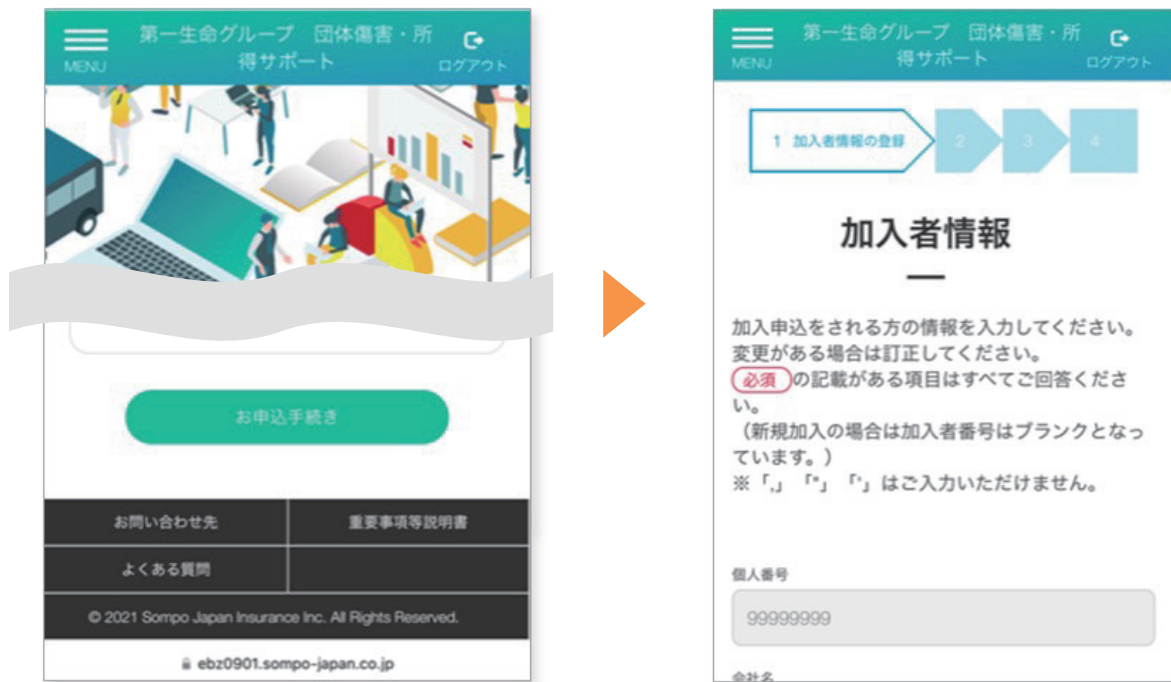 MENU
第一生命グループ 団体傷害・所
得サポート
ログアウト
お申込手続き
お問い合わせ先
重要事項等説明書
よくある質問
© 2021 Sompo Japan Insurance Inc. All Rights Reserved.
ebz0901.sompo-japan.co.jp
MENU
第一生命グループ 団体傷害・所
得サポート
ログアウト
1 加入者情報の登録
2
3
4
加入者情報
加入申込をされる方の情報を入力してください。
変更がある場合は訂正してください。
必須 の記載がある項目はすべてご回答くださ
い。
（新規加入の場合は加入者番号はブランクとなっ
ています。）
※「,」「"」「'」はご入力いただけません。
個人番号
99999999
会社名